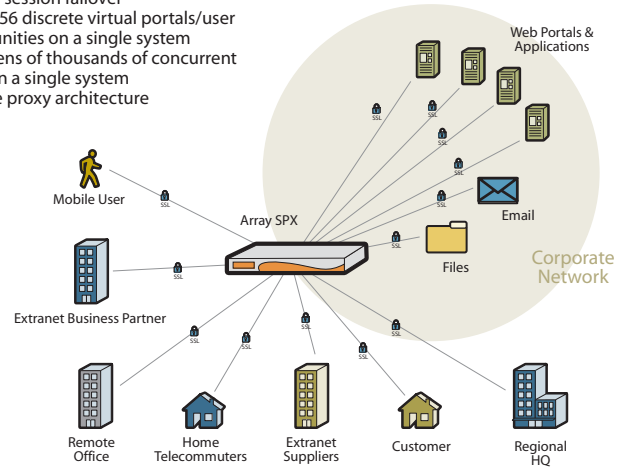 session failover
56 discrete virtual portals/user
unities on a single system
ens of thousands of concurrent
n a single system
e proxy architecture
Web Portals &
Applications
SSL
SSL
SSL
SSL
Mobile User
SSL
SSL
Email
Array SPX
SSL
Files
Corporate
Network
SSL
Extranet Business Partner
SSL
SSL
SSL
SSL
SSL
Remote
Office
Home
Telecommuters
Extranet
Suppliers
Customer
Regional
HQ